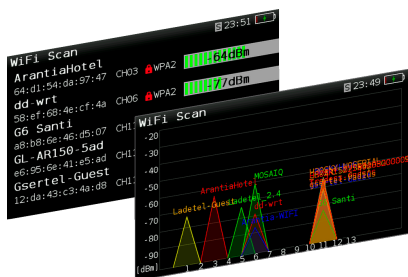 S 23:51
WiFi Scan
ArantiaHotel
64:d1:54:da:97:47 CH03 WPA2 -64dBm
dd-wrt
58:ef:68:4e:cf:4a CH06 WPA2 -77dBm
G6 Santi
a8:b8:6e:46:d5:07
GL-AR150-5ad
e6:95:6e:41:e5:ad
Gsertel-Guest
12:da:43:c3:4a:d8
S 23:49
WiFi Scan
-20
-30
-40
-50
-60
-70
-80
-90
[dBm]
MOSAIQ
ArantiaHotel
Ladetel-Guest
Ladetel 2.4
dd-wrt
Santi
1 2 3 4 5 6 7 8 9 10 11 12 13